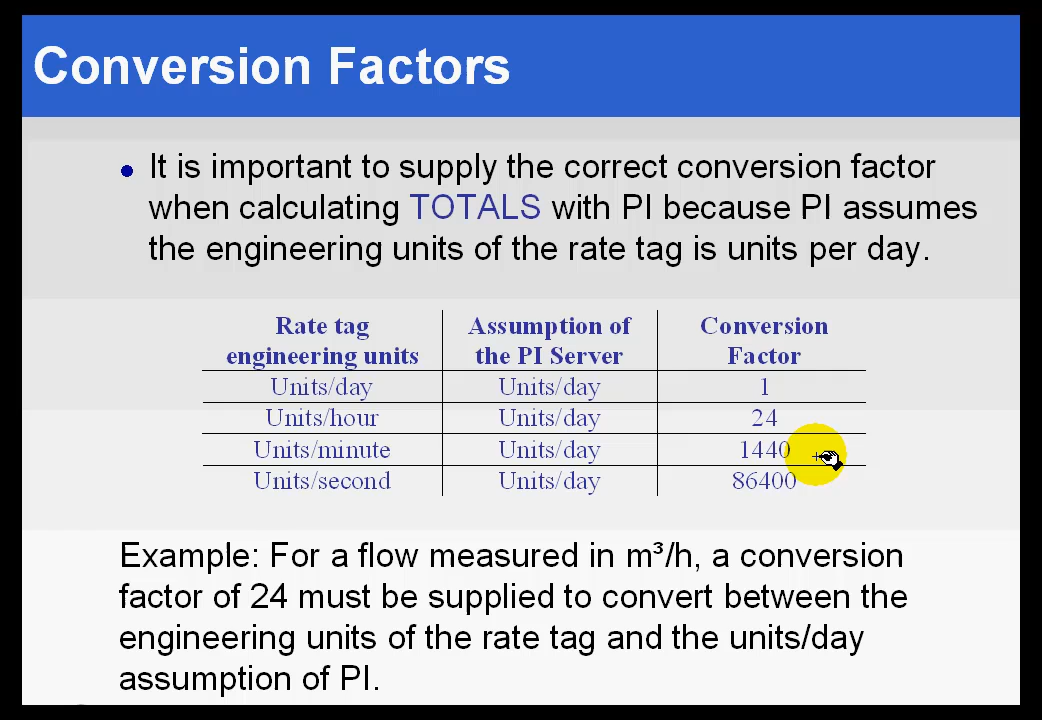 Conversion Factors
• It is important to supply the correct conversion factor
when calculating TOTALS with PI because PI assumes
the engineering units of the rate tag is units per day.
Rate tag engineering units | Assumption of the PI Server | Conversion Factor
Units/day | Units/day | 1
Units/hour | Units/day | 24
Units/minute | Units/day | 1440
Units/second | Units/day | 86400
Example: For a flow measured in m³/h, a conversion
factor of 24 must be supplied to convert between the
engineering units of the rate tag and the units/day
assumption of PI.